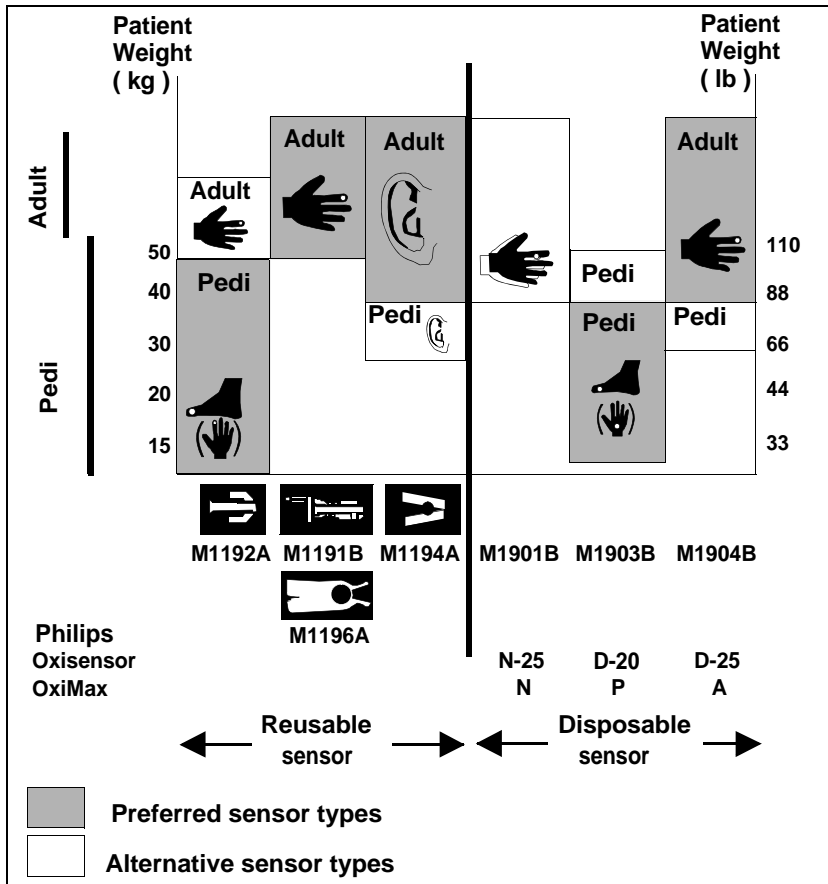 Patient
Weight
( kg )
Patient
Weight
( lb )
Adult
Pedi
50
40
30
20
15
110
88
66
44
33
Adult
Pedi
Adult
Adult
Pedi
Pedi
Pedi
Adult
Pedi
M1192A M1191B M1194A M1901B M1903B M1904B
M1196A
Philips
Oxisensor N-25 D-20 D-25
OxiMax N P A
Reusable
sensor
Disposable
sensor
Preferred sensor types
Alternative sensor types